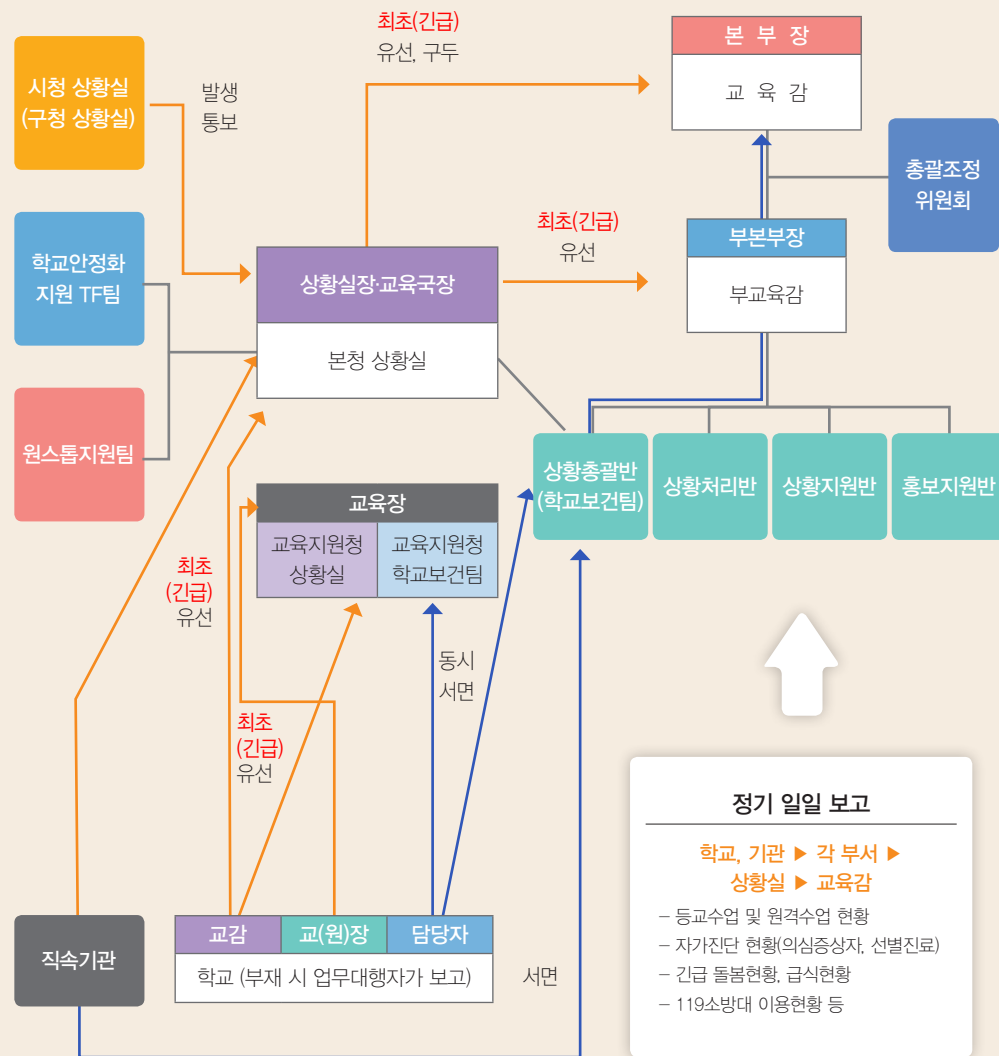 최초(긴급)
유선, 구두
본 부 장
교 육 감
시청 상황실
(구청 상황실)
발생
통보
총괄조정
위원회
학교안정화
지원 TF팀
최초(긴급)
유선
부본부장
부교육감
상황실장·교육국장
본청 상황실
원스톱지원팀
상황총괄반
(학교보건팀)
상황처리반
상황지원반
홍보지원반
교육장
교육지원청
상황실
교육지원청
학교보건팀
최초
(긴급)
유선
동시
서면
최초
(긴급)
유선
정기 일일 보고
학교, 기관 ▶ 각 부서 ▶
상황실 ▶ 교육감
– 등교수업 및 원격수업 현황
– 자가진단 현황(의심증상자, 선별진료)
– 긴급 돌봄현황, 급식현황
– 119소방대 이용현황 등
직속기관
교감
교(원)장
담당자
학교 (부재 시 업무대행자가 보고)
서면